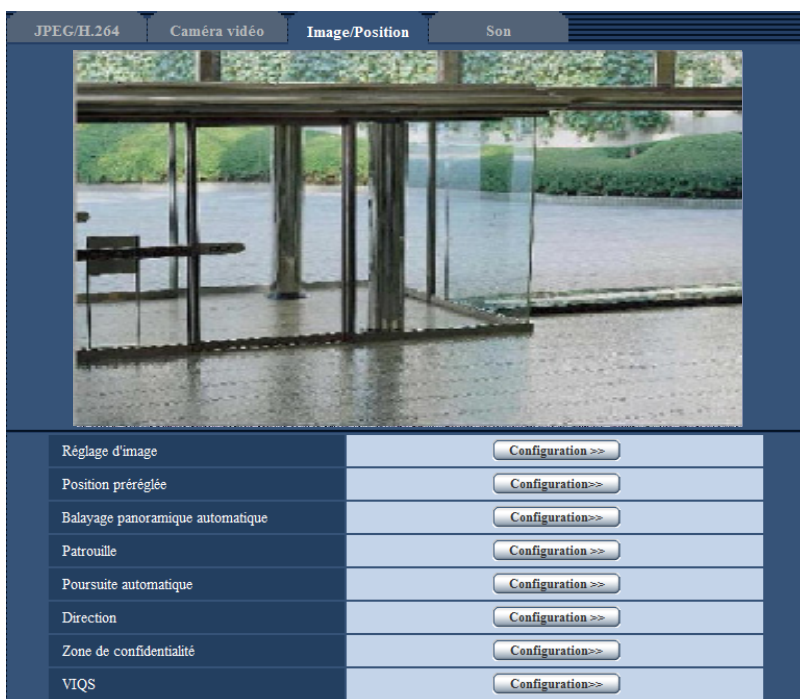 JPEG/H.264 Caméra vidéo Image/Position Son
Réglage d'image Configuration >>
Position préréglée Configuration>>
Balayage panoramique automatique Configuration>>
Patrouille Configuration >>
Poursuite automatique Configuration >>
Direction Configuration >>
Zone de confidentialité Configuration>>
VIQS Configuration>>